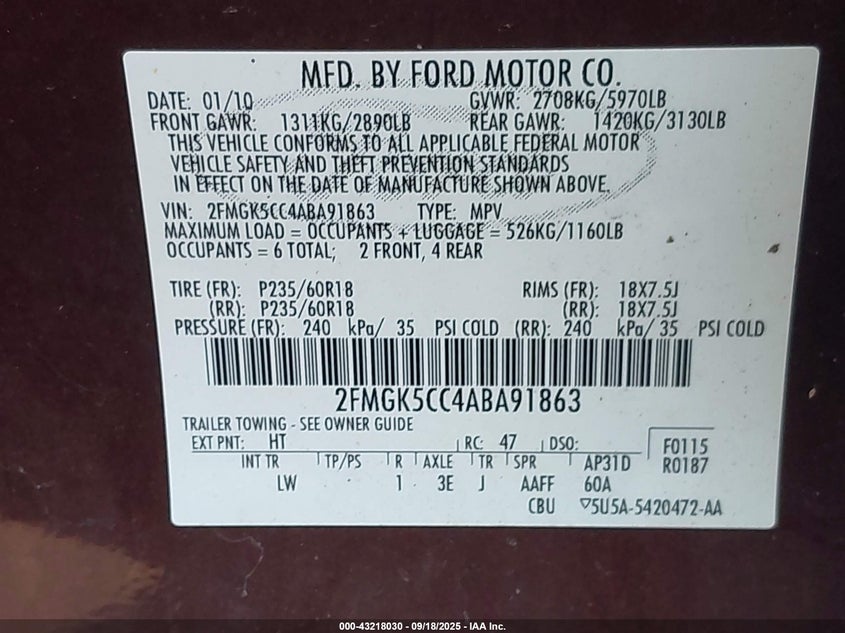 MFD. BY FORD MOTOR CO.
DATE: 01/10 GVWR: 2708KG/5970LB
FRONT GAWR: 1311KG/2890LB REAR GAWR: 1420KG/3130LB
THIS VEHICLE CONFORMS TO ALL APPLICABLE FEDERAL MOTOR
VEHICLE SAFETY AND THEFT PREVENTION STANDARDS
IN EFFECT ON THE DATE OF MANUFACTURE SHOWN ABOVE.
VIN: 2FMGK5CC4ABA91863 TYPE: MPV
MAXIMUM LOAD = OCCUPANTS + LUGGAGE = 526KG/1160LB
OCCUPANTS = 6 TOTAL; 2 FRONT, 4 REAR
TIRE (FR): P235/60R18 RIMS (FR): 18X7.5J
(RR): P235/60R18 (RR): 18X7.5J
PRESSURE (FR): 240 kPa/ 35 PSI COLD (RR): 240 kPa/ 35 PSI COLD
2FMGK5CC4ABA91863
TRAILER TOWING - SEE OWNER GUIDE
EXT PNT: HT RC: 47 DSO: F0115
INT TR TP/PS R AXLE TR SPR AP31D R0187
LW 1 3E J AAFF 60A
CBU ▽5U5A-5420472-AA
000-43218030 - 09/18/2025 - IAA Inc.